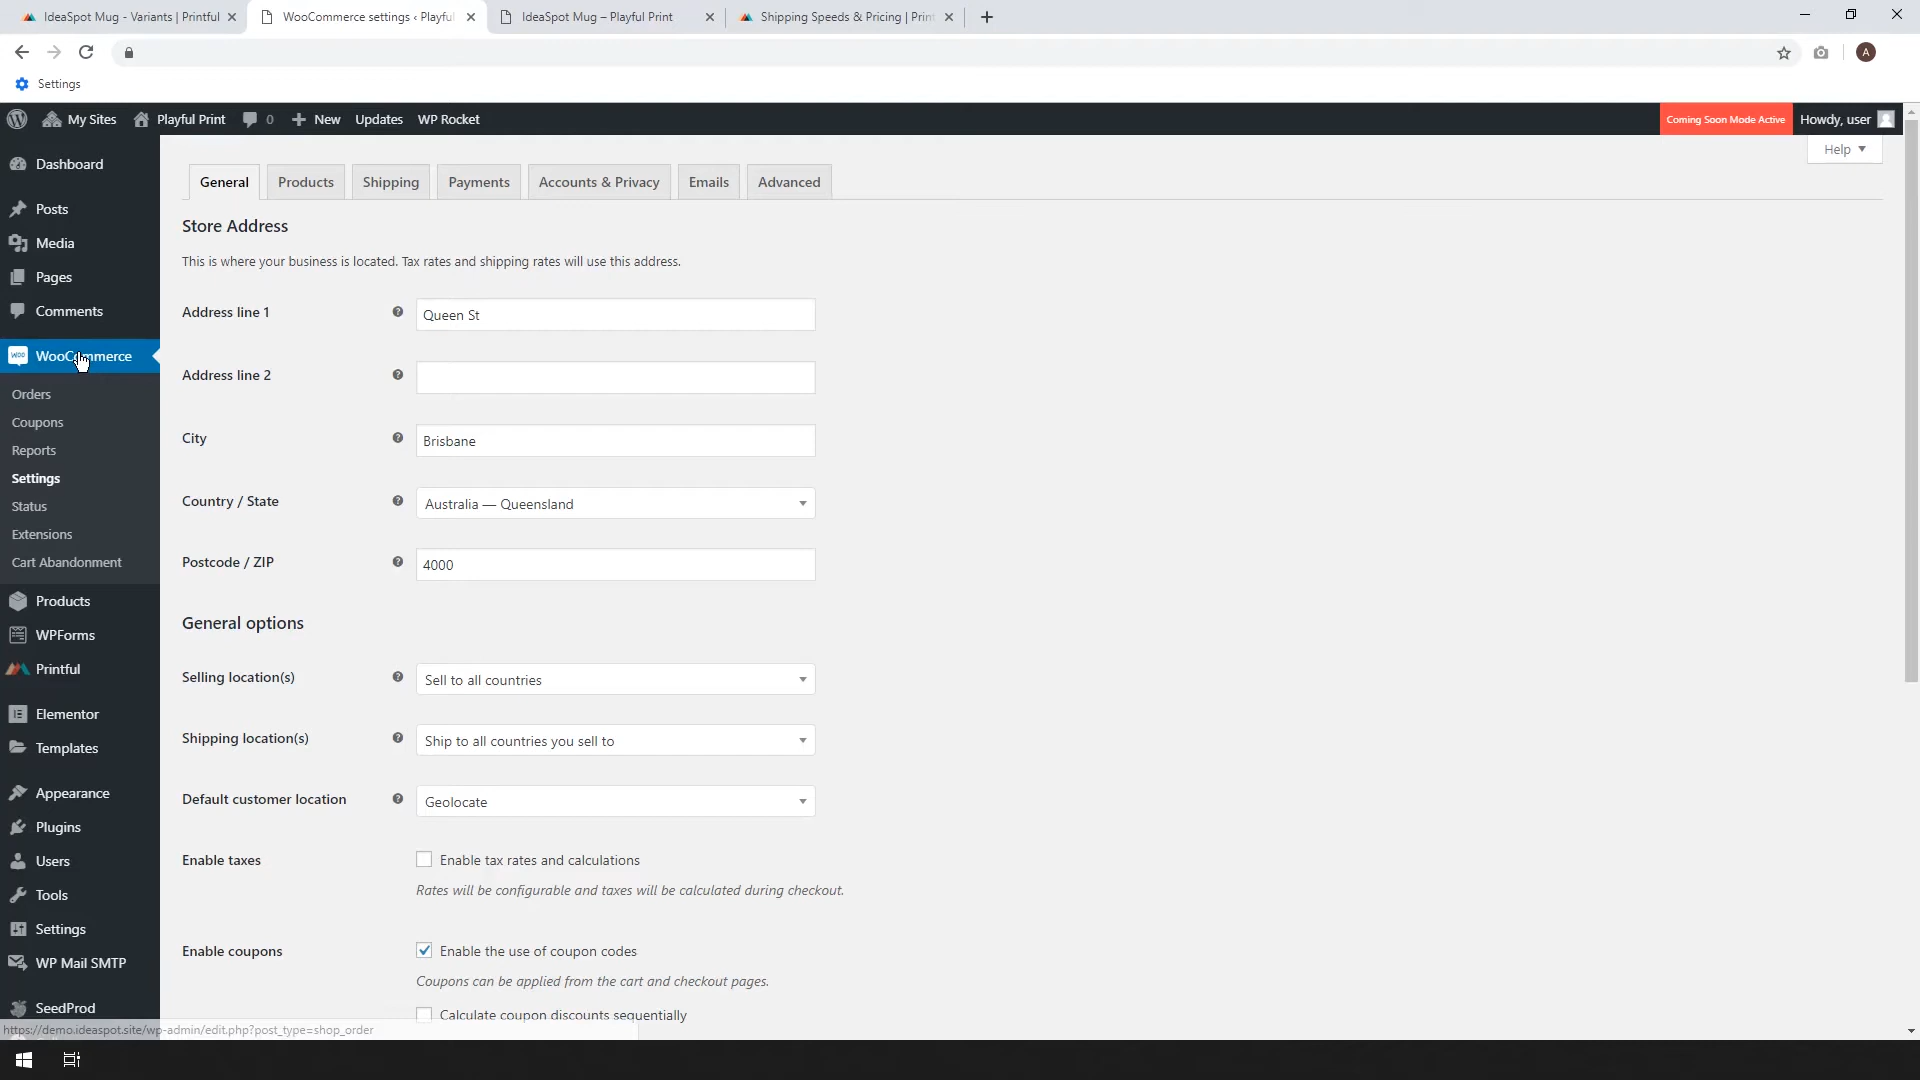 IdeaSpot Mug - Variants | Printful
WooCommerce settings ‹ Playful
IdeaSpot Mug – Playful Print
Shipping Speeds & Pricing | Print
Settings
My Sites
Playful Print
0
New
Updates
WP Rocket
Coming Soon Mode Active
Howdy, user
A
Help
Dashboard
Posts
Media
Pages
Comments
WooCommerce
Orders
Coupons
Reports
Settings
Status
Extensions
Cart Abandonment
Products
WPForms
Printful
Elementor
Templates
Appearance
Plugins
Users
Tools
Settings
WP Mail SMTP
SeedProd
General
Products
Shipping
Payments
Accounts & Privacy
Emails
Advanced
Store Address
This is where your business is located. Tax rates and shipping rates will use this address.
Address line 1
Queen St
Address line 2
City
Brisbane
Country / State
Australia — Queensland
Postcode / ZIP
4000
General options
Selling location(s)
Sell to all countries
Shipping location(s)
Ship to all countries you sell to
Default customer location
Geolocate
Enable taxes
Enable tax rates and calculations
Rates will be configurable and taxes will be calculated during checkout.
Enable coupons
Enable the use of coupon codes
Coupons can be applied from the cart and checkout pages.
Calculate coupon discounts sequentially
https://demo.ideaspot.site/wp-admin/edit.php?post_type=shop_order